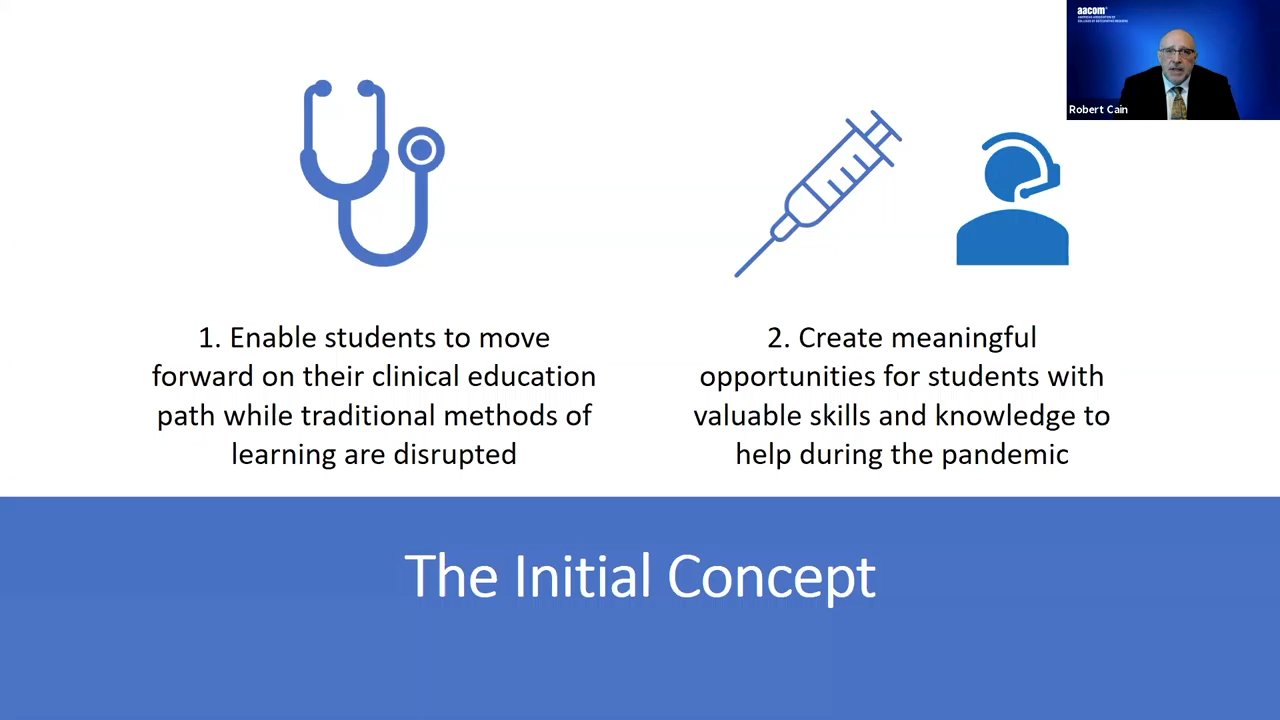 aacom
AMERICAN ASSOCIATION OF
COLLEGES OF OSTEOPATHIC MEDICINE
Robert Cain
1. Enable students to move
forward on their clinical education
path while traditional methods of
learning are disrupted
2. Create meaningful
opportunities for students with
valuable skills and knowledge to
help during the pandemic
The Initial Concept